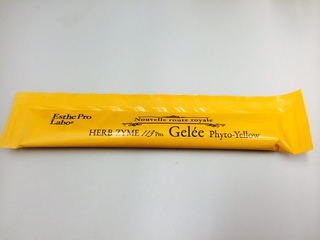 Esthe Pro
Labo®
Nouvelle route royale
HERB ZYME 113 Pro Gelée Phyto-Yellow